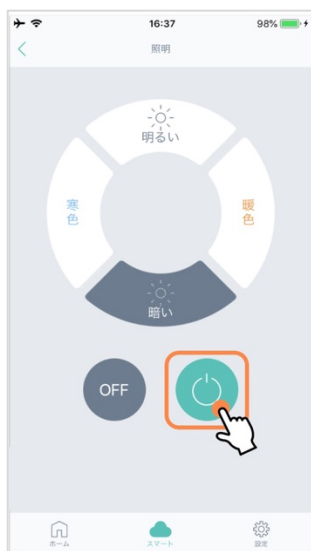 16:37
98%
照明
明るい
寒色
暖色
暗い
OFF
ホーム
スマート
設定